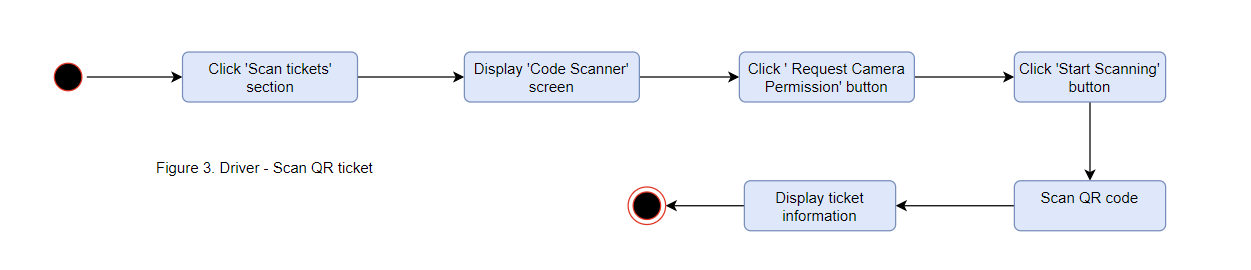 Click 'Scan tickets'
section
Display 'Code Scanner'
screen
Click ' Request Camera
Permission' button
Click 'Start Scanning'
button
Figure 3. Driver - Scan QR ticket
Scan QR code
Display ticket
information